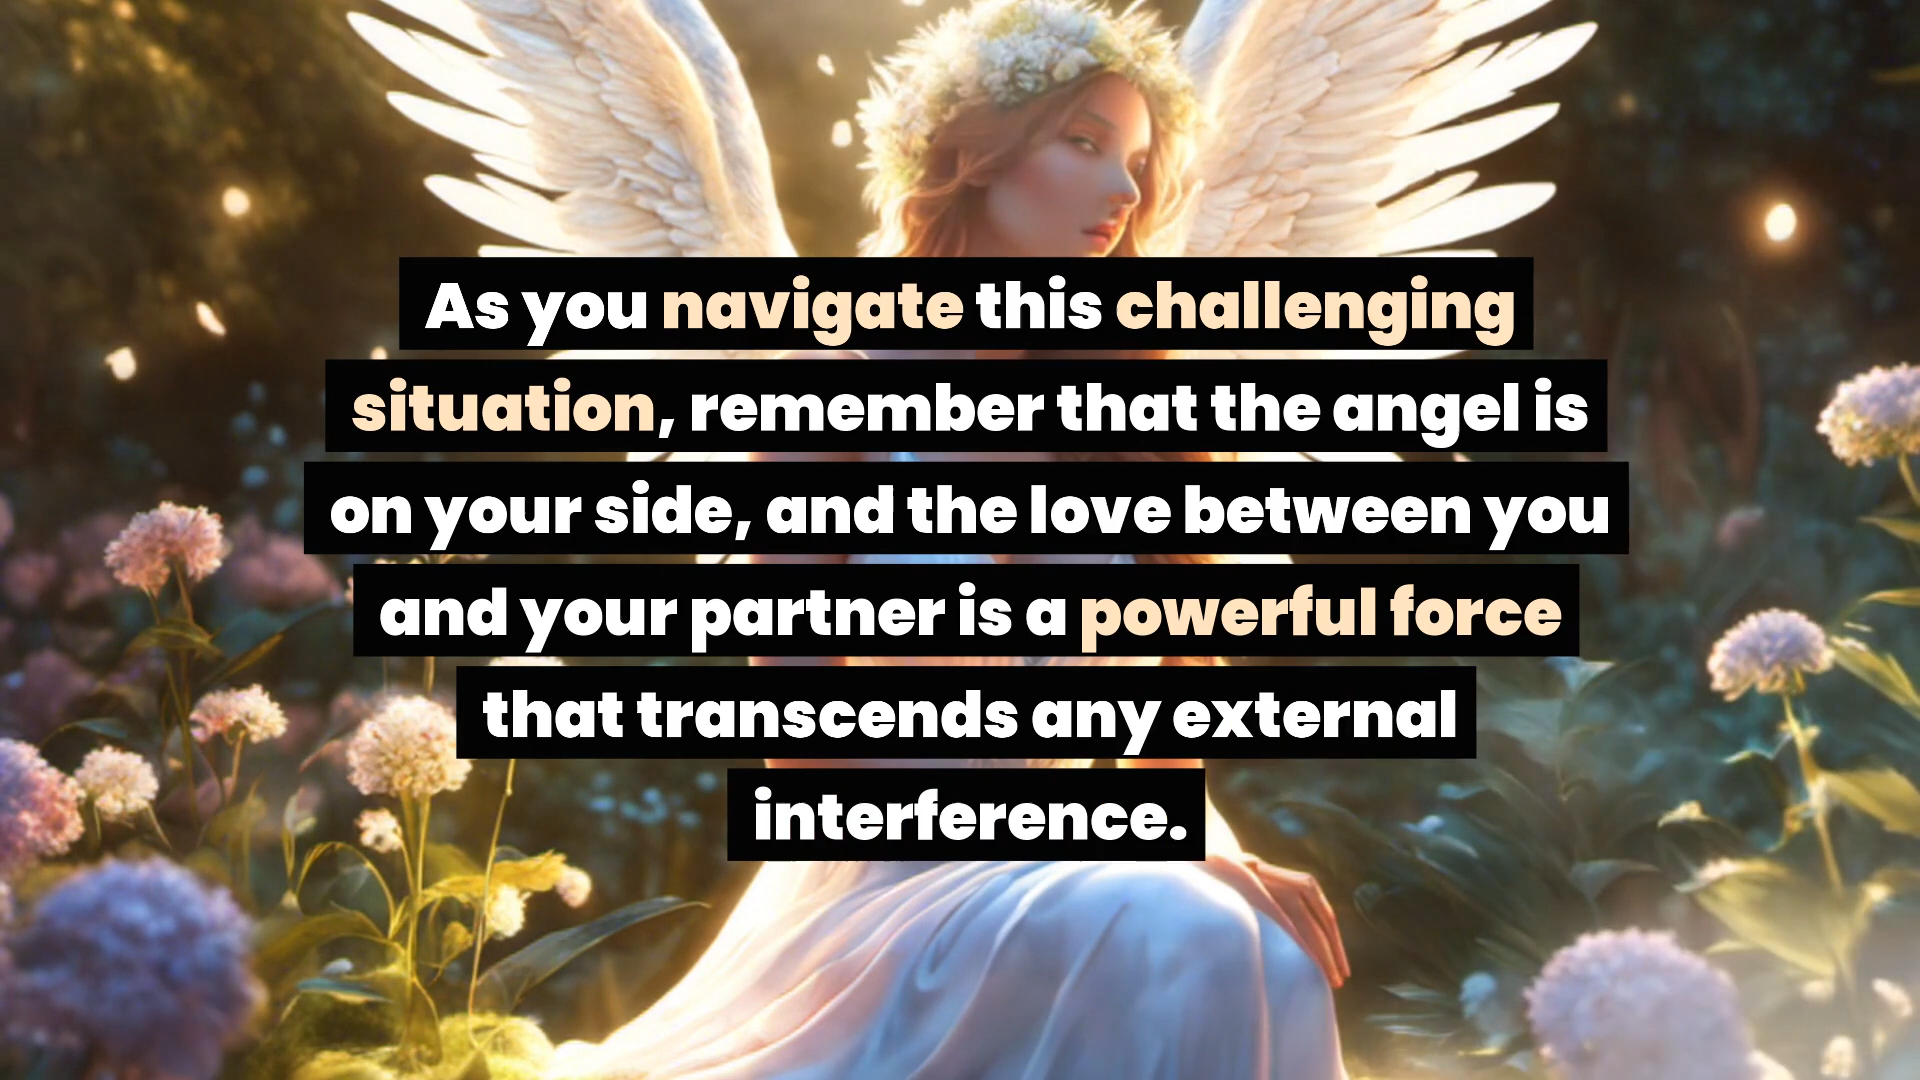 As you navigate this challenging
situation, remember that the angel is
on your side, and the love between you
and your partner is a powerful force
that transcends any external
interference.